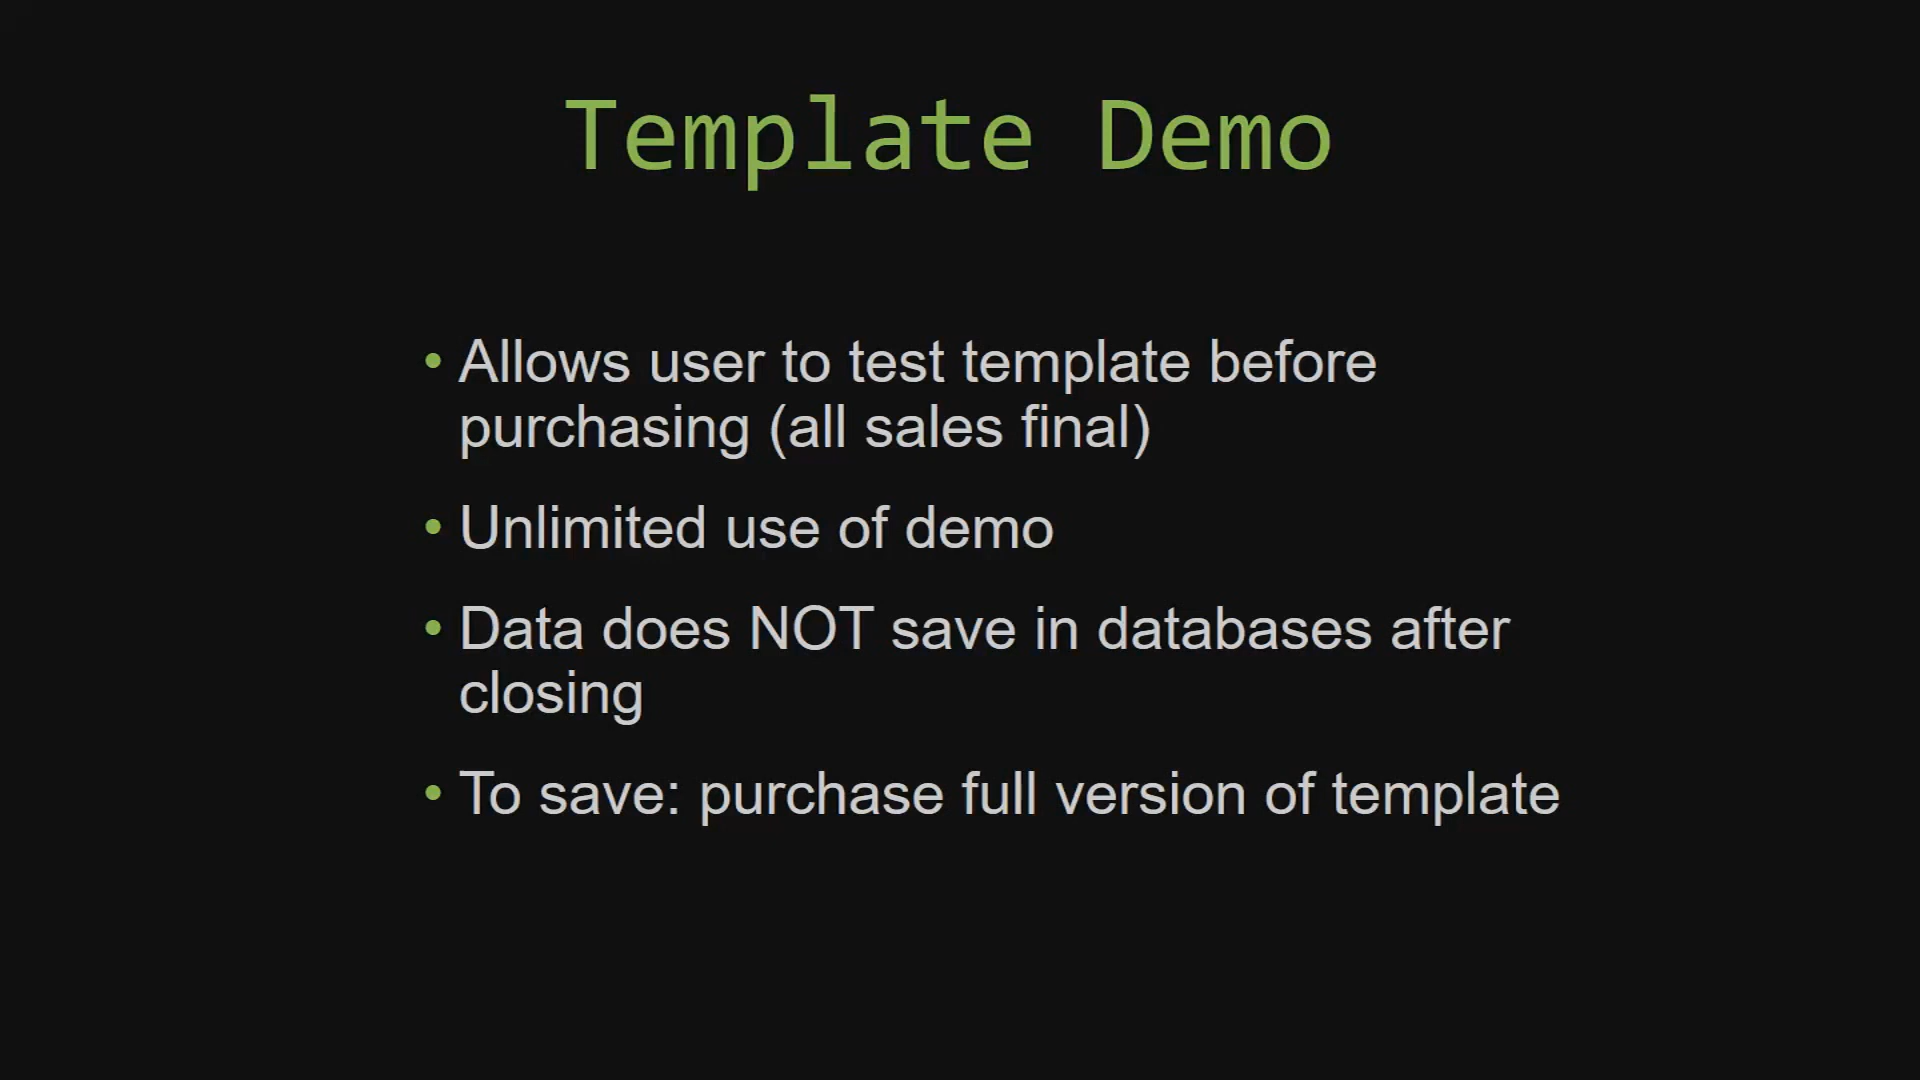 Template Demo
• Allows user to test template before
purchasing (all sales final)
• Unlimited use of demo
• Data does NOT save in databases after
closing
• To save: purchase full version of template